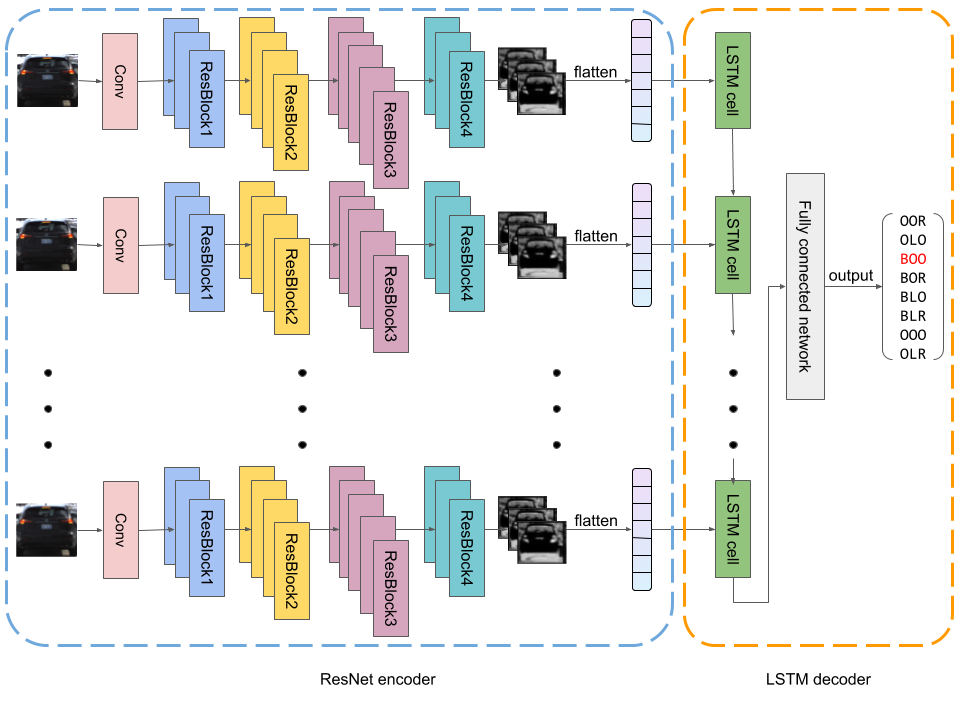 Conv
ResBlock1
ResBlock2
ResBlock3
ResBlock4
flatten
LSTM cell
Conv
ResBlock1
ResBlock2
ResBlock3
ResBlock4
flatten
LSTM cell
Conv
ResBlock1
ResBlock2
ResBlock3
ResBlock4
flatten
LSTM cell
Fully connected network
output
OOR
OLO
BOO
BOR
BLO
BLR
OOO
OLR
ResNet encoder
LSTM decoder